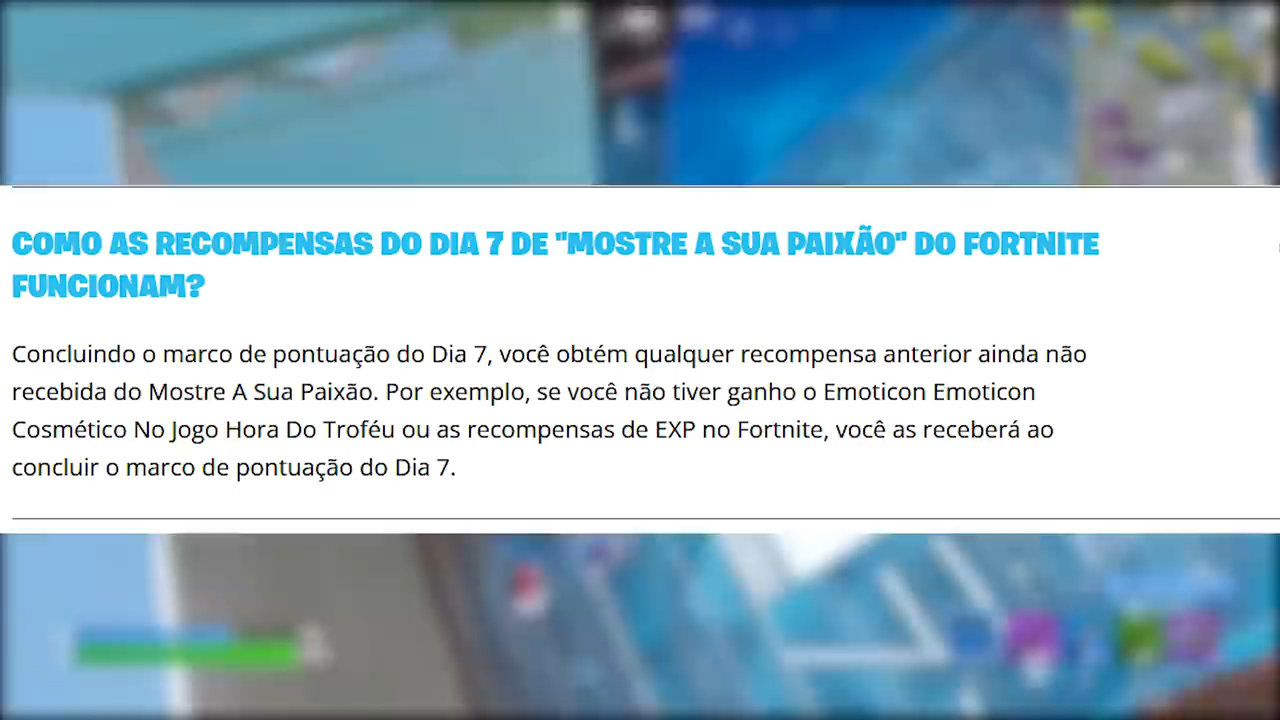 COMO AS RECOMPENSAS DO DIA 7 DE "MOSTRE A SUA PAIXÃO" DO FORTNITE
FUNCIONAM?
Concluindo o marco de pontuação do Dia 7, você obtém qualquer recompensa anterior ainda não
recebida do Mostre A Sua Paixão. Por exemplo, se você não tiver ganho o Emoticon Emoticon
Cosmético No Jogo Hora Do Troféu ou as recompensas de EXP no Fortnite, você as receberá ao
concluir o marco de pontuação do Dia 7.